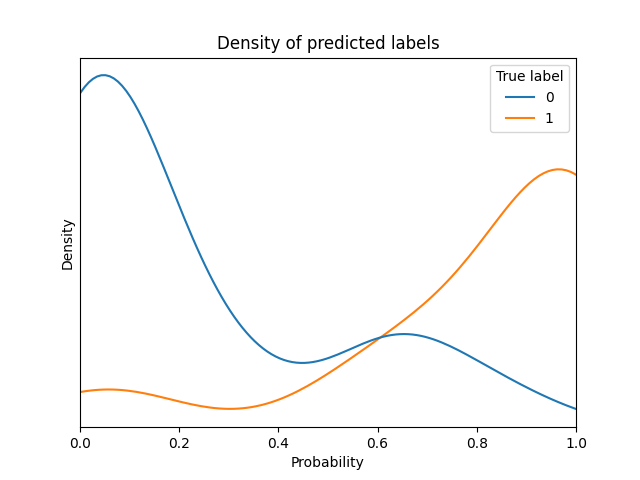 Density of predicted labels
True label
0
1
Density
0.0 0.2 0.4 0.6 0.8 1.0
Probability